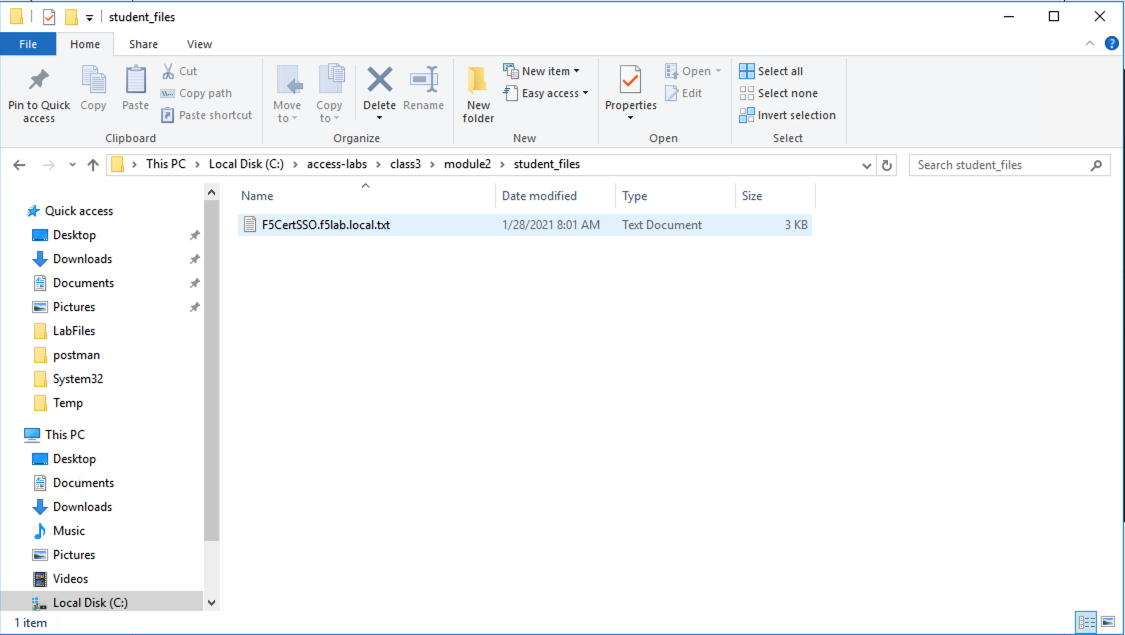 student_files
File Home Share View
Pin to Quick access
Copy
Paste
Cut
Copy path
Paste shortcut
Clipboard
Move to
Copy to
Delete
Rename
Organize
New folder
New item
Easy access
New
Properties
Open
Edit
Open
Select all
Select none
Invert selection
Select
This PC > Local Disk (C:) > access-labs > class3 > module2 > student_files
Search student_files
Quick access
Desktop
Downloads
Documents
Pictures
LabFiles
postman
System32
Temp
This PC
Desktop
Documents
Downloads
Music
Pictures
Videos
Local Disk (C:)
Name Date modified Type Size
F5CertSSO.f5lab.local.txt 1/28/2021 8:01 AM Text Document 3 KB
1 item